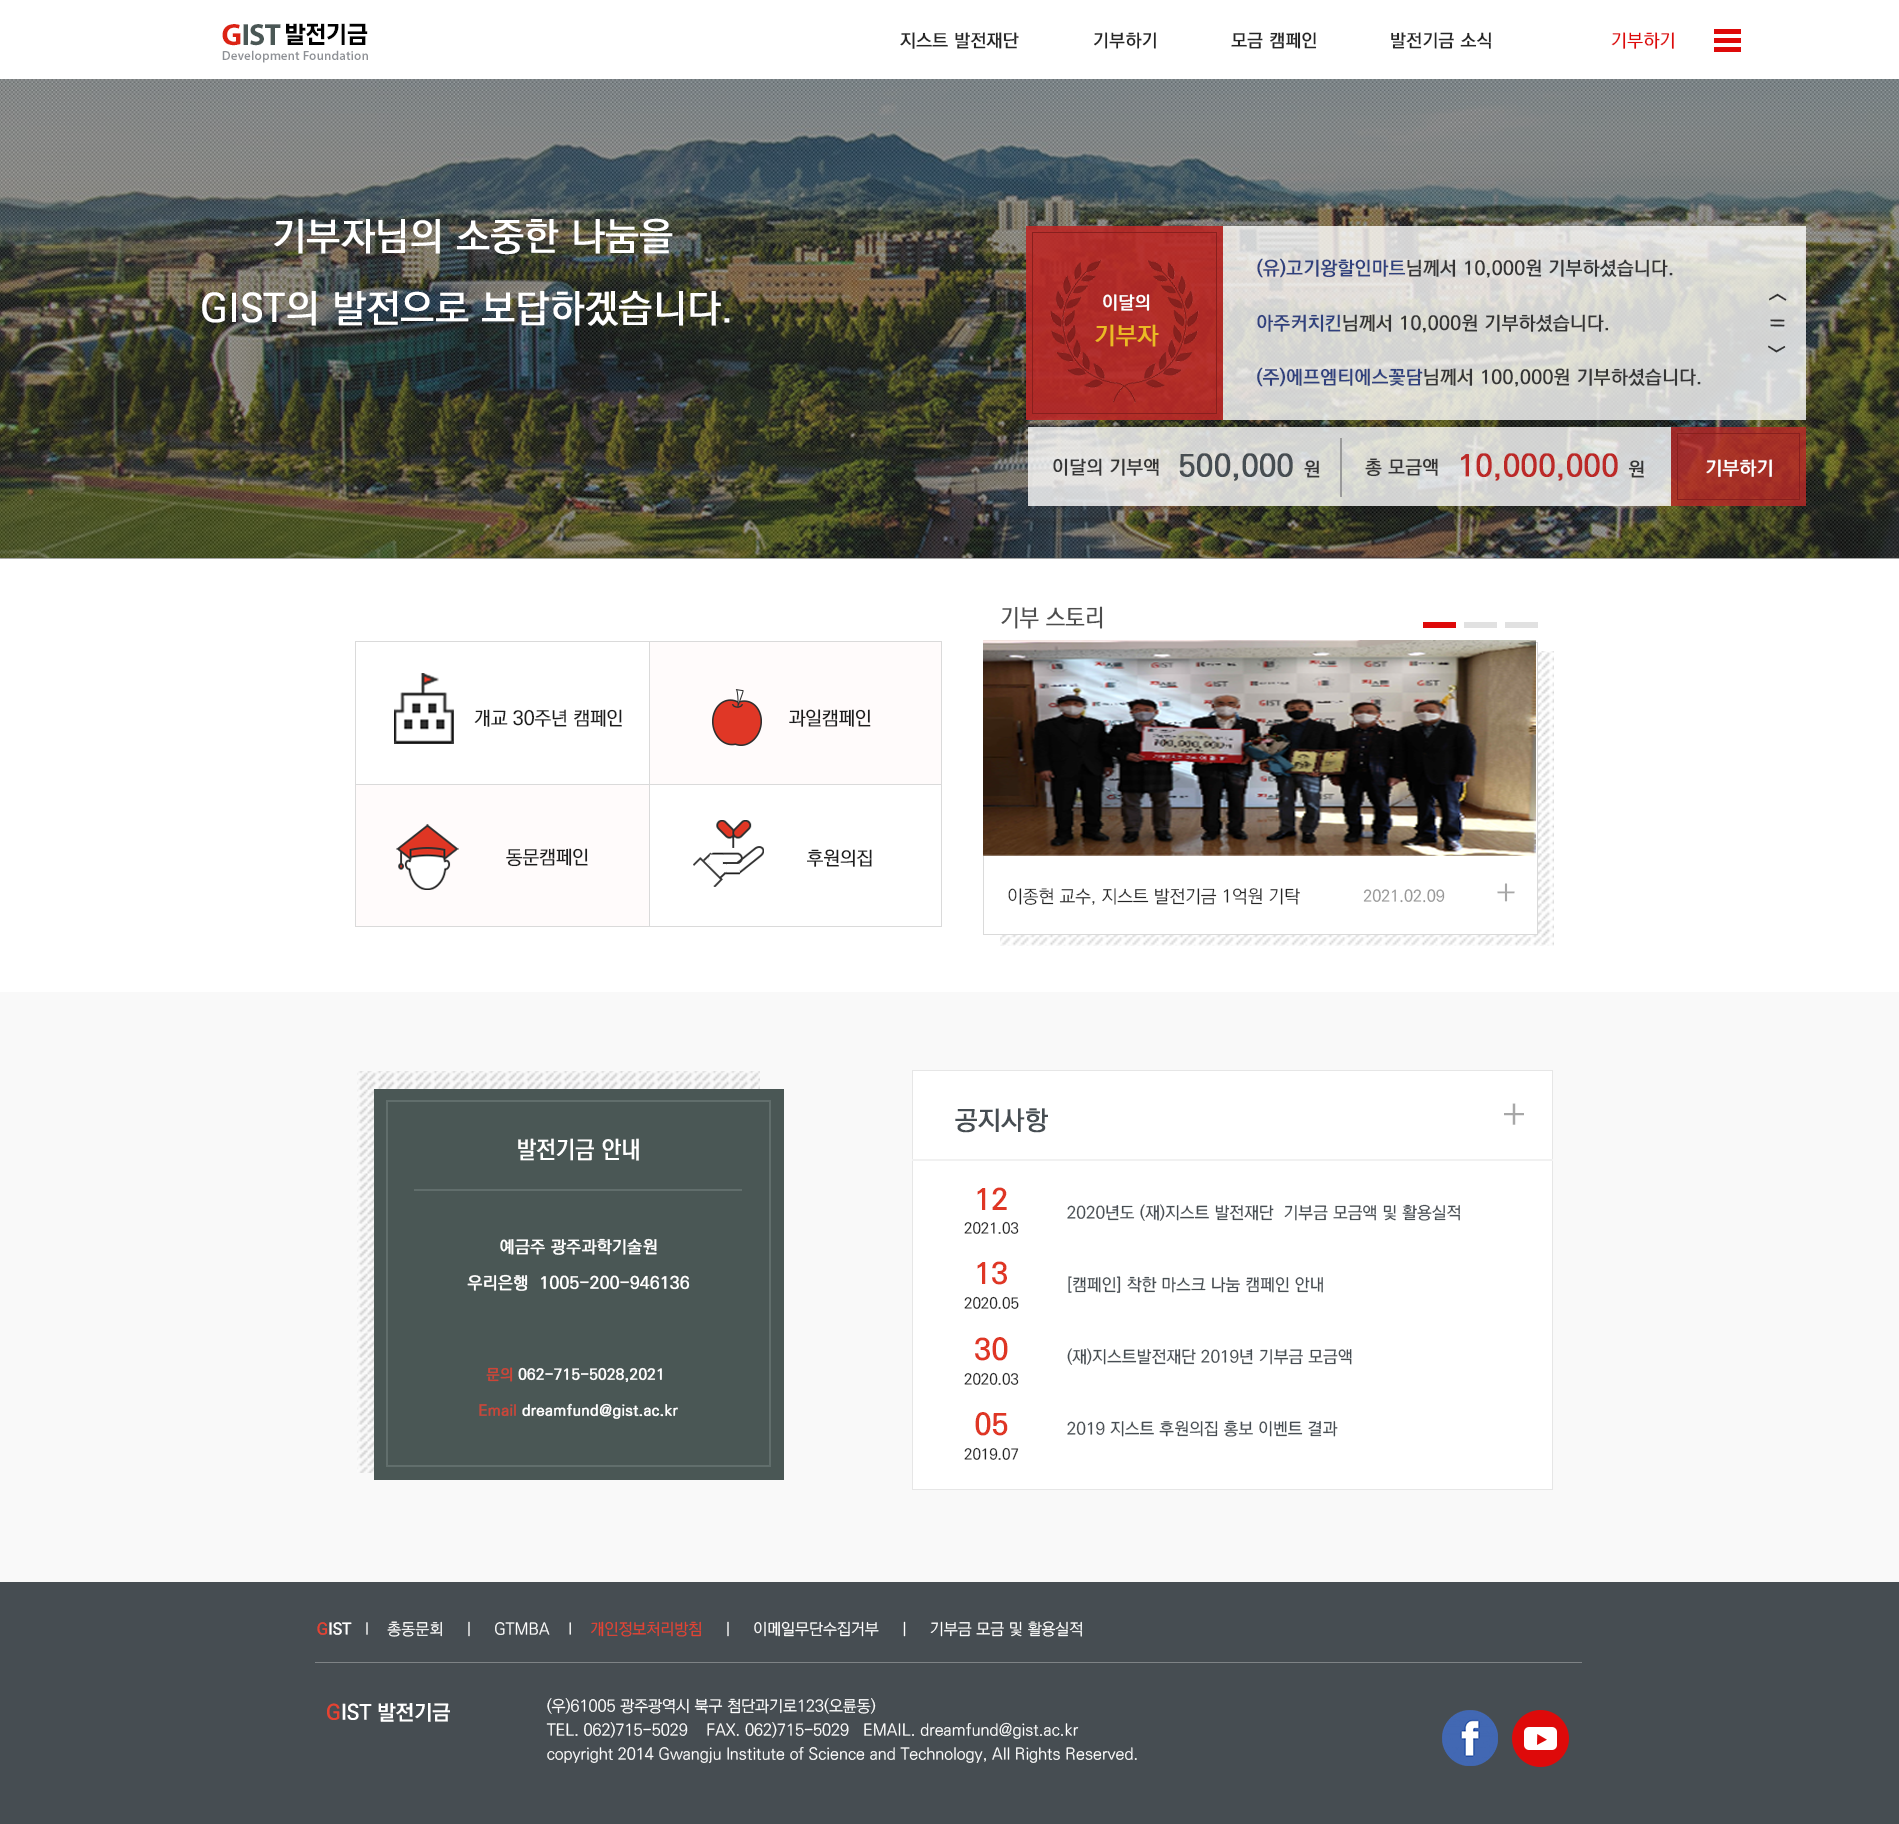 GIST 발전기금
Development Foundation
지스트 발전재단
기부하기
모금 캠페인
발전기금 소식
기부하기
기부자님의 소중한 나눔을
GIST의 발전으로 보답하겠습니다.
이달의
기부자
(유)고기왕할인마트님께서 10,000원 기부하셨습니다.
아주커치킨님께서 10,000원 기부하셨습니다.
(주)에프엠티에스꽃담님께서 100,000원 기부하셨습니다.
이달의 기부액 500,000 원
총 모금액 10,000,000 원
기부하기
개교 30주년 캠페인
과일캠페인
동문캠페인
후원의집
기부 스토리
GIST
GIST
GIST
이종현 교수, 지스트 발전기금 1억원 기탁
2021.02.09
발전기금 안내
예금주 광주과학기술원
우리은행 1005-200-946136
문의 062-715-5028,2021
Email dreamfund@gist.ac.kr
공지사항
12
2021.03
2020년도 (재)지스트 발전재단 기부금 모금액 및 활용실적
13
2020.05
[캠페인] 착한 마스크 나눔 캠페인 안내
30
2020.03
(재)지스트발전재단 2019년 기부금 모금액
05
2019.07
2019 지스트 후원의집 홍보 이벤트 결과
GIST | 총동문회 | GTMBA | 개인정보처리방침 | 이메일무단수집거부 | 기부금 모금 및 활용실적
GIST 발전기금
(우)61005 광주광역시 북구 첨단과기로123(오룡동)
TEL. 062)715-5029 FAX. 062)715-5029 EMAIL. dreamfund@gist.ac.kr
copyright 2014 Gwangju Institute of Science and Technology, All Rights Reserved.